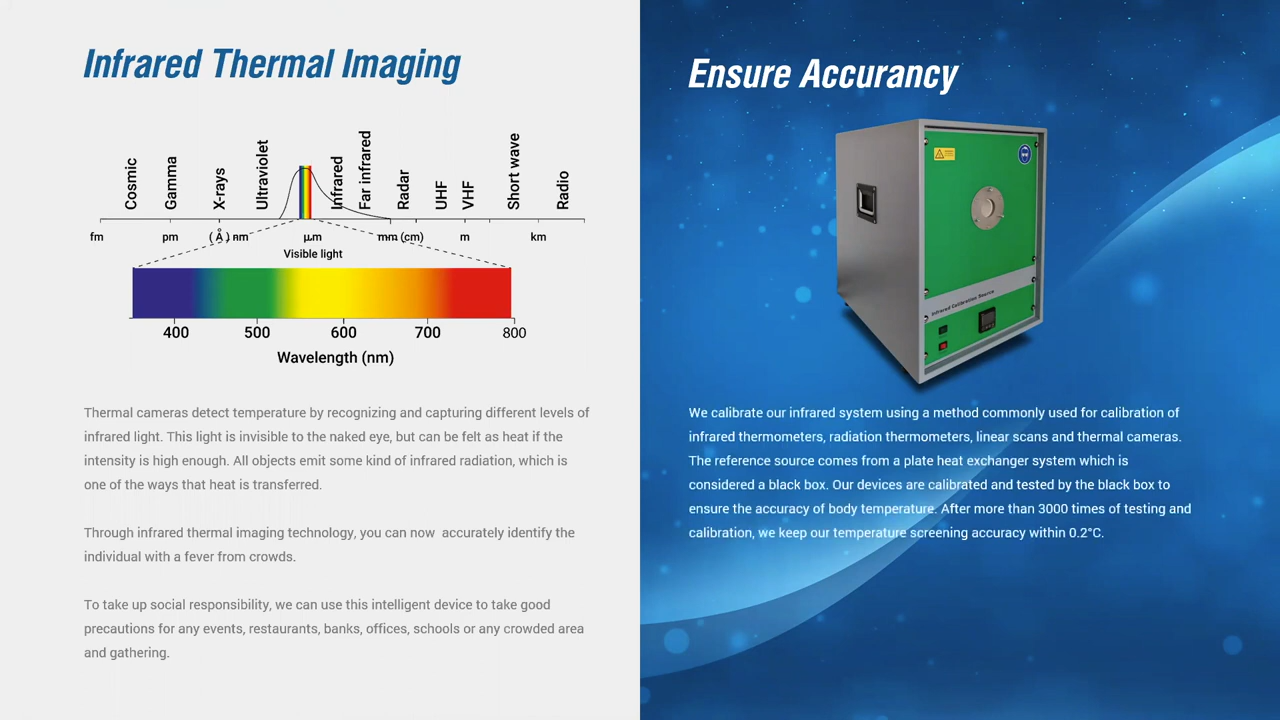 Infrared Thermal Imaging
Cosmic
Gamma
X-rays
Ultraviolet
Infrared
Far infrared
Radar
UHF
VHF
Short wave
Radio
fm
pm
( Å ) nm
μm
mm (cm)
m
km
Visible light
400
500
600
700
800
Wavelength (nm)
Thermal cameras detect temperature by recognizing and capturing different levels of
infrared light. This light is invisible to the naked eye, but can be felt as heat if the
intensity is high enough. All objects emit some kind of infrared radiation, which is
one of the ways that heat is transferred.
Through infrared thermal imaging technology, you can now accurately identify the
individual with a fever from crowds.
To take up social responsibility, we can use this intelligent device to take good
precautions for any events, restaurants, banks, offices, schools or any crowded area
and gathering.
Ensure Accurancy
Infrared Calibration Source
We calibrate our infrared system using a method commonly used for calibration of
infrared thermometers, radiation thermometers, linear scans and thermal cameras.
The reference source comes from a plate heat exchanger system which is
considered a black box. Our devices are calibrated and tested by the black box to
ensure the accuracy of body temperature. After more than 3000 times of testing and
calibration, we keep our temperature screening accuracy within 0.2°C.